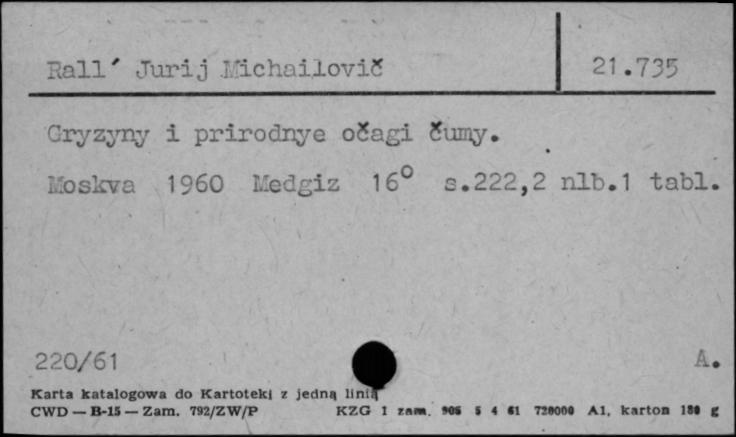 Rall´ Jurij Michailovič 21.735
Gryzyny i prirodnye očagi čumy.
Moskva 1960 Medgiz 16° s.222,2 nlb.1 tabl.
220/61 A.
Karta katalogowa do Kartoteki z jedną linią
CWD — B-15 — Zam. 792/ZW/P KZG 1 zam. 905 5 4 61 720000 A1, karton 180 g